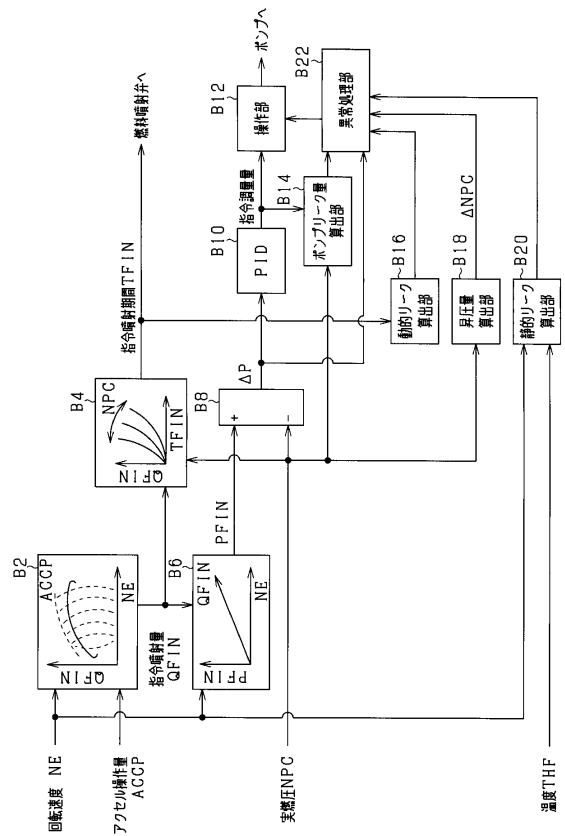 回転速度 NE
アクセル操作量
ACCP
実燃圧NPC
温度THF
B2
ACCP
QFIN
NE
指令噴射量
QFIN
B6
QFIN
PFIN
NE
PFIN
B4
NPC
QFIN
TFIN
指令噴射期間TFIN
燃料噴射弁へ
B8
+
-
ΔP
B10
PID
指令調量量
B12
操作部
ポンプへ
B14
ポンプリーク量
算出部
B16
動的リーク
算出部
B18
昇圧量
算出部
ΔNPC
B20
静的リーク
算出部
B22
異常処理部